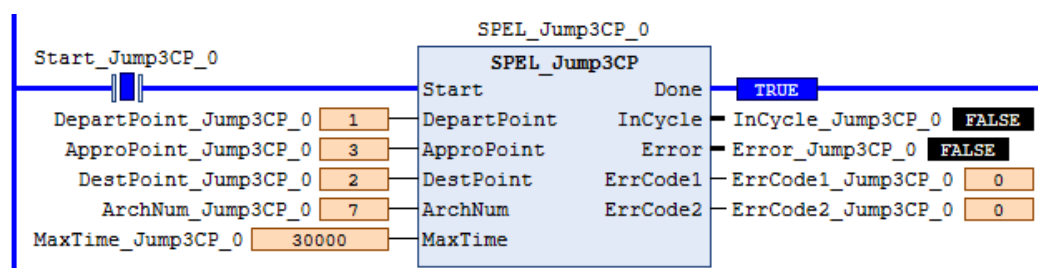 SPEL_Jump3CP_0
Start_Jump3CP_0 SPEL_Jump3CP
Start Done TRUE
DepartPoint_Jump3CP_0 1 DepartPoint InCycle InCycle_Jump3CP_0 FALSE
ApproPoint_Jump3CP_0 3 ApproPoint Error Error_Jump3CP_0 FALSE
DestPoint_Jump3CP_0 2 DestPoint ErrCode1 ErrCode1_Jump3CP_0 0
ArchNum_Jump3CP_0 7 ArchNum ErrCode2 ErrCode2_Jump3CP_0 0
MaxTime_Jump3CP_0 30000 MaxTime